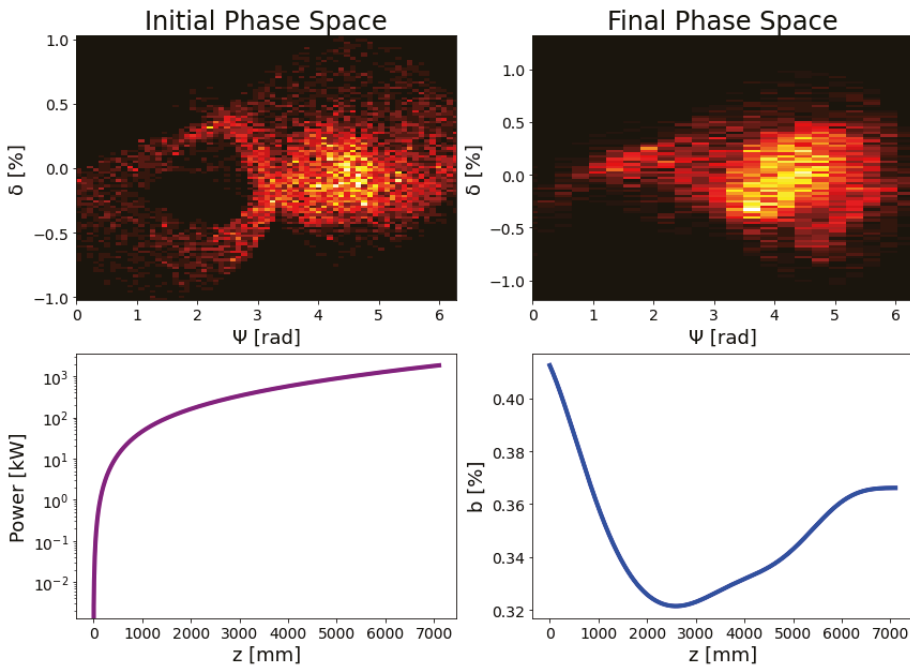 Initial Phase Space
1.0
0.5
0.0
−0.5
−1.0
δ [%]
0 1 2 3 4 5 6
Ψ [rad]
Final Phase Space
1.0
0.5
0.0
−0.5
−1.0
δ [%]
0 1 2 3 4 5 6
Ψ [rad]
10³
10²
10¹
10⁰
10⁻¹
10⁻²
Power [kW]
0 1000 2000 3000 4000 5000 6000 7000
z [mm]
0.40
0.38
0.36
0.34
0.32
b [%]
0 1000 2000 3000 4000 5000 6000 7000
z [mm]